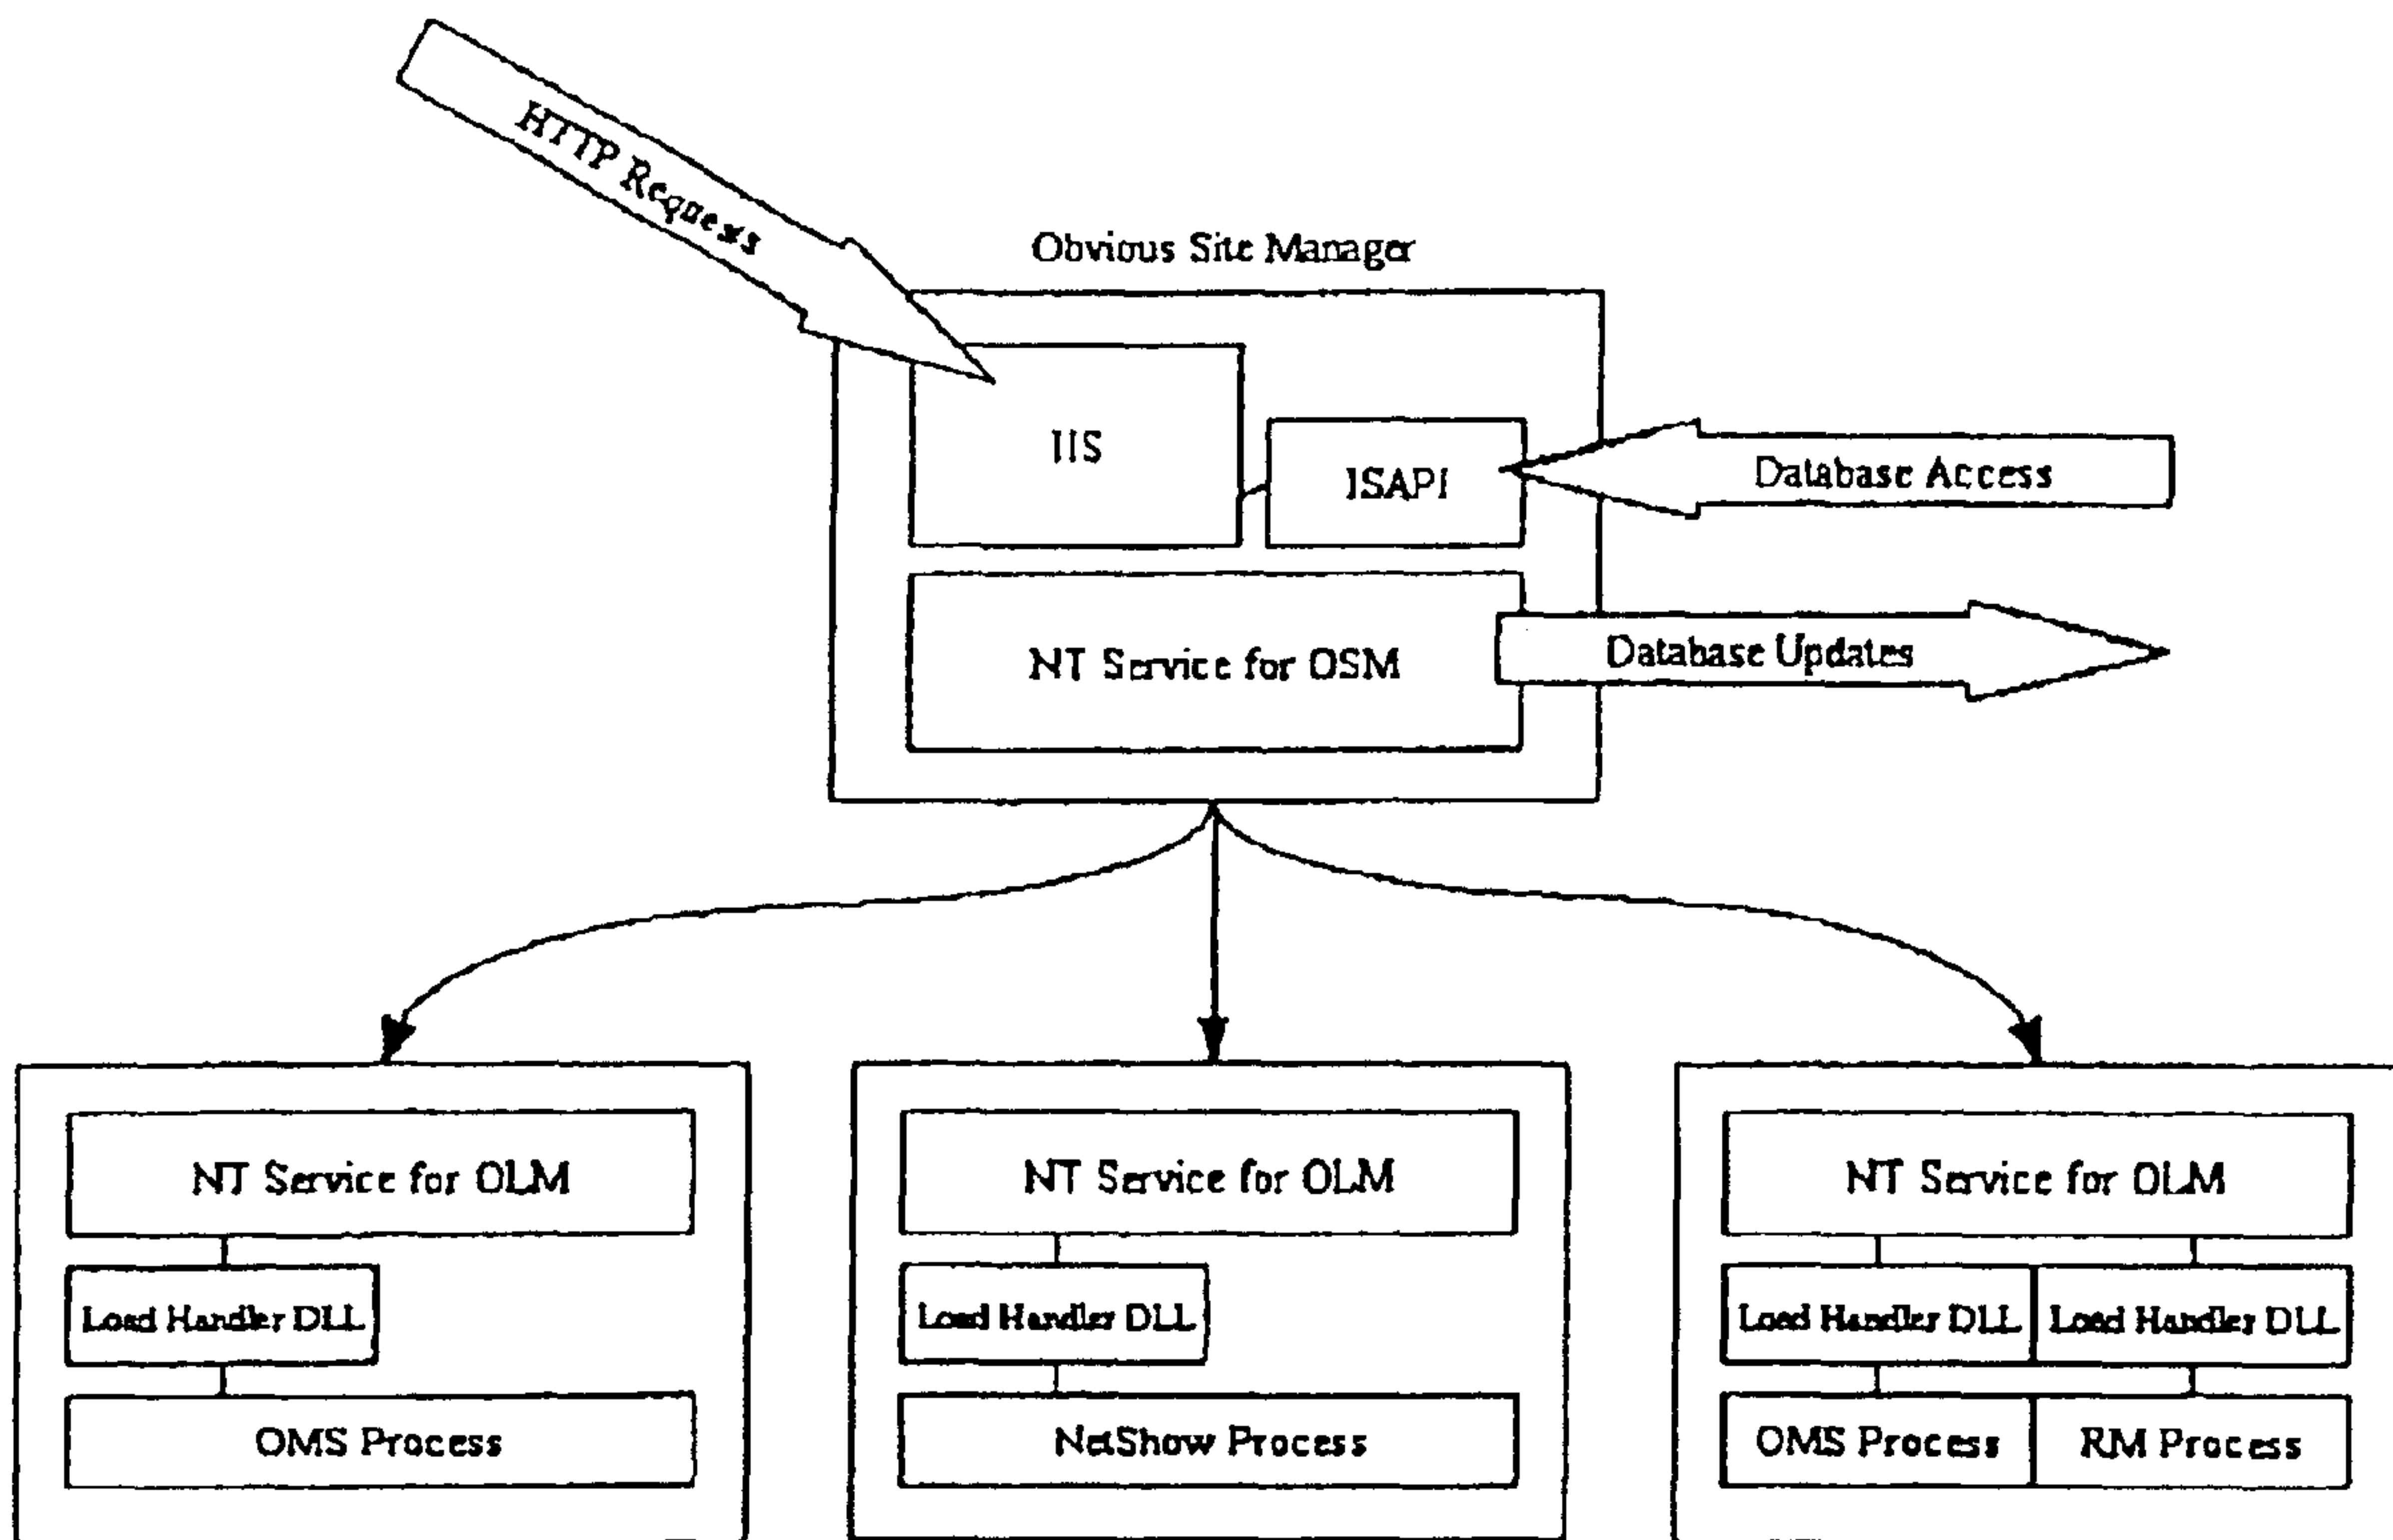 HTTP Requess
Obvious Site Manager
IIS
ISAPI
Database Access
NT Service for OSM
Database Updates
NT Service for OLM
Load Handler DLL
OMS Process
NT Service for OLM
Load Handler DLL
NetShow Process
NT Service for OLM
Load Handler DLL
Load Handler DLL
OMS Process
RM Process